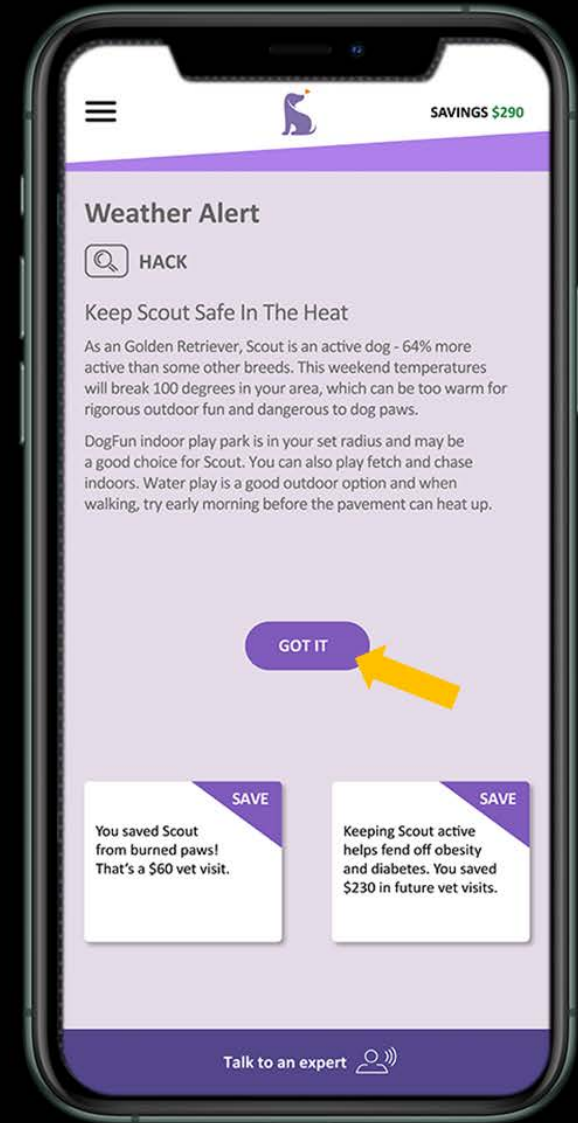 SAVINGS $290
Weather Alert
HACK
Keep Scout Safe In The Heat
As an Golden Retriever, Scout is an active dog - 64% more
active than some other breeds. This weekend temperatures
will break 100 degrees in your area, which can be too warm for
rigorous outdoor fun and dangerous to dog paws.
DogFun indoor play park is in your set radius and may be
a good choice for Scout. You can also play fetch and chase
indoors. Water play is a good outdoor option and when
walking, try early morning before the pavement can heat up.
GOT IT
SAVE
You saved Scout
from burned paws!
That's a $60 vet visit.
SAVE
Keeping Scout active
helps fend off obesity
and diabetes. You saved
$230 in future vet visits.
Talk to an expert